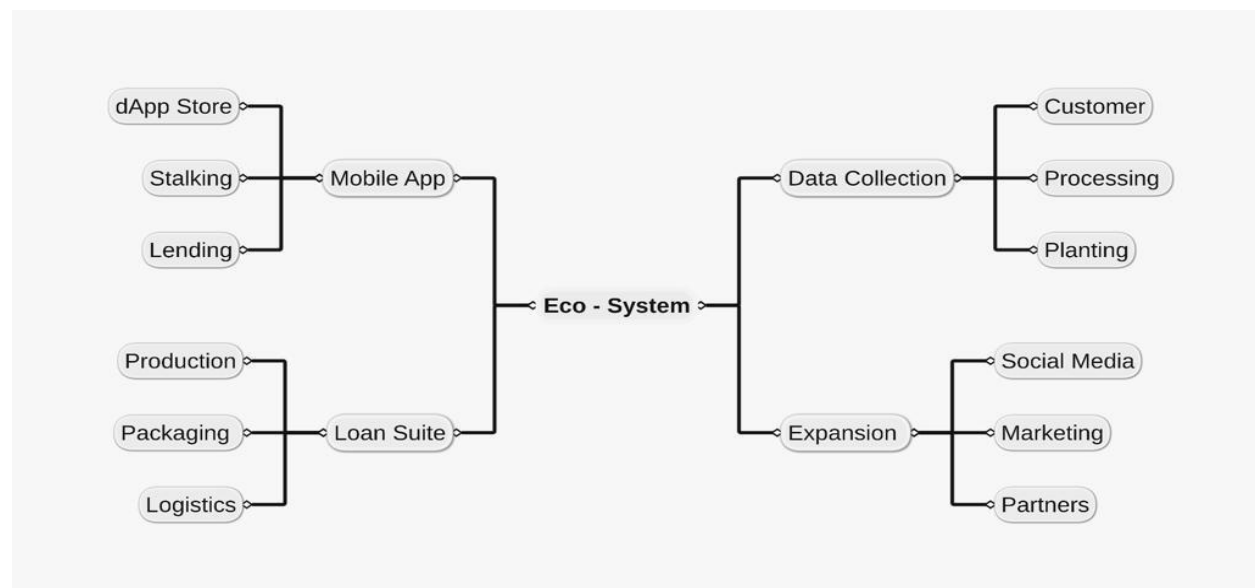 dApp Store
Stalking
Lending
Mobile App
Production
Packaging
Logistics
Loan Suite
Eco - System
Data Collection
Customer
Processing
Planting
Expansion
Social Media
Marketing
Partners